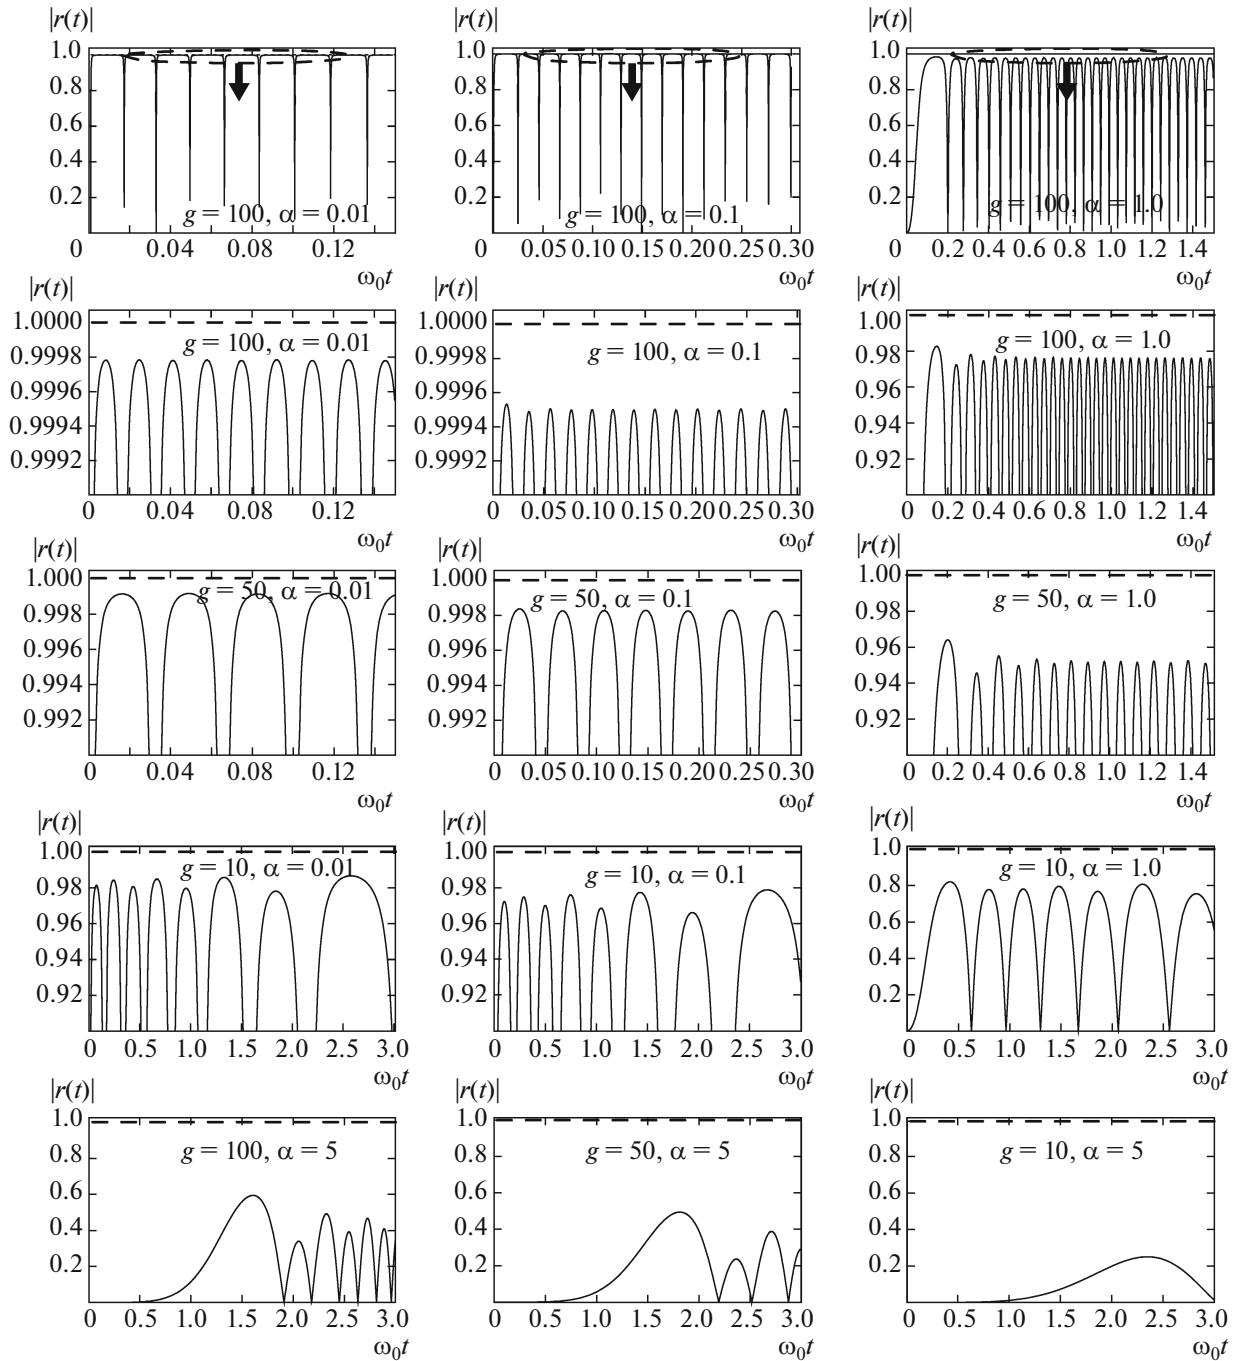 |r(t)| |r(t)| |r(t)|
1.0 1.0 1.0
0.8 0.8 0.8
0.6 0.6 0.6
0.4 0.4 0.4
0.2 0.2 0.2
g = 100, α = 0.01 g = 100, α = 0.1 g = 100, α = 1.0
0 0.04 0.08 0.12 0 0.05 0.10 0.15 0.20 0.25 0.30 0 0.2 0.4 0.6 0.8 1.0 1.2 1.4
ω₀t ω₀t ω₀t
|r(t)| |r(t)| |r(t)|
1.0000 1.0000 1.00
g = 100, α = 0.01 g = 100, α = 0.1 g = 100, α = 1.0
0.9998 0.9998 0.98
0.9996 0.9996 0.96
0.9994 0.9994 0.94
0.9992 0.9992 0.92
0 0.04 0.08 0.12 0 0.05 0.10 0.15 0.20 0.25 0.30 0 0.2 0.4 0.6 0.8 1.0 1.2 1.4
ω₀t ω₀t ω₀t
|r(t)| |r(t)| |r(t)|
1.000 1.000 1.00
g = 50, α = 0.01 g = 50, α = 0.1 g = 50, α = 1.0
0.998 0.998 0.98
0.996 0.996 0.96
0.994 0.994 0.94
0.992 0.992 0.92
0 0.04 0.08 0.12 0 0.05 0.10 0.15 0.20 0.25 0.30 0 0.2 0.4 0.6 0.8 1.0 1.2 1.4
ω₀t ω₀t ω₀t
|r(t)| |r(t)| |r(t)|
1.00 1.00 1.0
g = 10, α = 0.01 g = 10, α = 0.1 g = 10, α = 1.0
0.98 0.98 0.8
0.96 0.96 0.6
0.94 0.94 0.4
0.92 0.92 0.2
0 0.5 1.0 1.5 2.0 2.5 3.0 0 0.5 1.0 1.5 2.0 2.5 3.0 0 0.5 1.0 1.5 2.0 2.5 3.0
ω₀t ω₀t ω₀t
|r(t)| |r(t)| |r(t)|
1.0 1.0 1.0
g = 100, α = 5 g = 50, α = 5 g = 10, α = 5
0.8 0.8 0.8
0.6 0.6 0.6
0.4 0.4 0.4
0.2 0.2 0.2
0 0.5 1.0 1.5 2.0 2.5 3.0 0 0.5 1.0 1.5 2.0 2.5 3.0 0 0.5 1.0 1.5 2.0 2.5 3.0
ω₀t ω₀t ω₀t